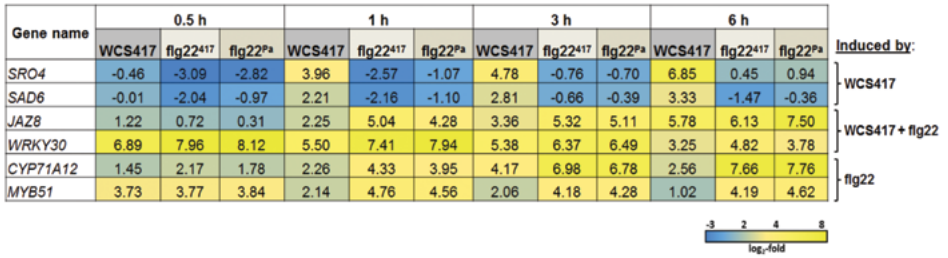 Gene name 0.5 h 1 h 3 h 6 h
WCS417 flg22⁴¹⁷ flg22ᴾᵃ WCS417 flg22⁴¹⁷ flg22ᴾᵃ WCS417 flg22⁴¹⁷ flg22ᴾᵃ WCS417 flg22⁴¹⁷ flg22ᴾᵃ Induced by:
SRO4 -0.46 -3.09 -2.82 3.96 -2.57 -1.07 4.78 -0.76 -0.70 6.85 0.45 0.94
WCS417
SAD6 -0.01 -2.04 -0.97 2.21 -2.16 -1.10 2.81 -0.66 -0.39 3.33 -1.47 -0.36
JAZ8 1.22 0.72 0.31 2.25 5.04 4.28 3.36 5.32 5.11 5.78 6.13 7.50
WCS417 + flg22
WRKY30 6.89 7.96 8.12 5.50 7.41 7.94 5.38 6.37 6.49 3.25 4.82 3.78
CYP71A12 1.45 2.17 1.78 2.26 4.33 3.95 4.17 6.98 6.78 2.56 7.66 7.76
flg22
MYB51 3.73 3.77 3.84 2.14 4.76 4.56 2.06 4.18 4.28 1.02 4.19 4.62
-3 2 4 8
log₂-fold